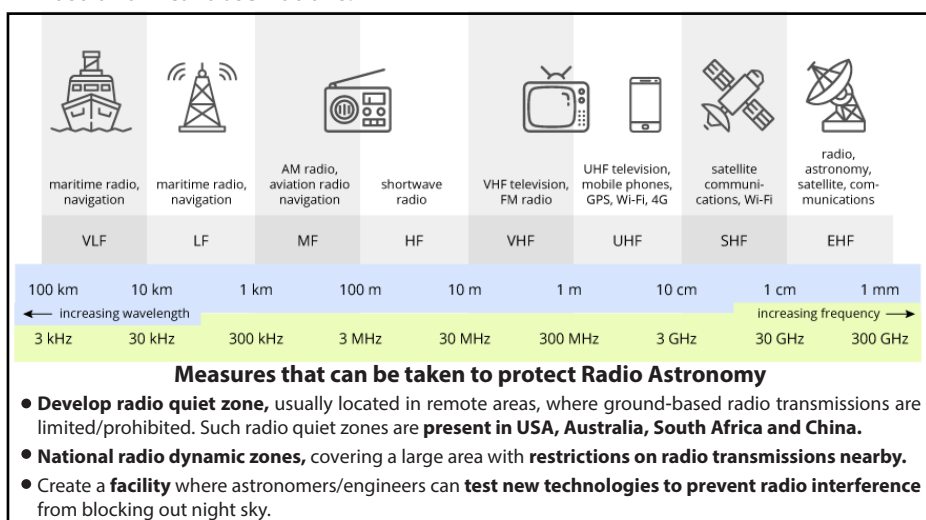 maritime radio,
navigation
maritime radio,
navigation
AM radio,
aviation radio
navigation
shortwave
radio
VHF television,
FM radio
UHF television,
mobile phones,
GPS, Wi-Fi, 4G
satellite
communi-
cations, Wi-Fi
radio,
astronomy,
satellite, com-
munications
VLF LF MF HF VHF UHF SHF EHF
100 km 10 km 1 km 100 m 10 m 1 m 10 cm 1 cm 1 mm
increasing wavelength increasing frequency
3 kHz 30 kHz 300 kHz 3 MHz 30 MHz 300 MHz 3 GHz 30 GHz 300 GHz
Measures that can be taken to protect Radio Astronomy
● Develop radio quiet zone, usually located in remote areas, where ground-based radio transmissions are
limited/prohibited. Such radio quiet zones are present in USA, Australia, South Africa and China.
● National radio dynamic zones, covering a large area with restrictions on radio transmissions nearby.
● Create a facility where astronomers/engineers can test new technologies to prevent radio interference
from blocking out night sky.